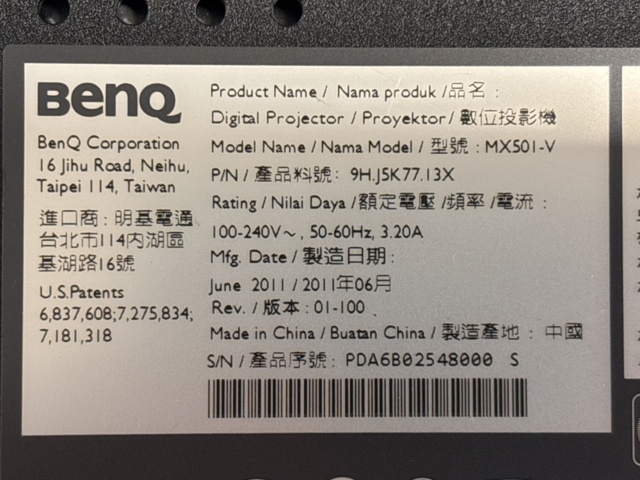 BenQ
BenQ Corporation
16 Jihu Road, Neihu,
Taipei 114, Taiwan
進口商：明基電通
台北市114內湖區
基湖路16號
U.S.Patents
6,837,608;7,275,834;
7,181,318
Product Name / Nama produk /品名：
Digital Projector / Proyektor/ 數位投影機
Model Name / Nama Model / 型號：MX501-V
P/N / 產品料號：9H.J5K77.13X
Rating / Nilai Daya /額定電壓 /頻率 /電流：
100-240V~, 50-60Hz, 3.20A
Mfg. Date / 製造日期：
June 2011 / 2011年06月
Rev. / 版本：01-100
Made in China / Buatan China / 製造產地：中國
S/N / 產品序號：PDA6B02548000 S